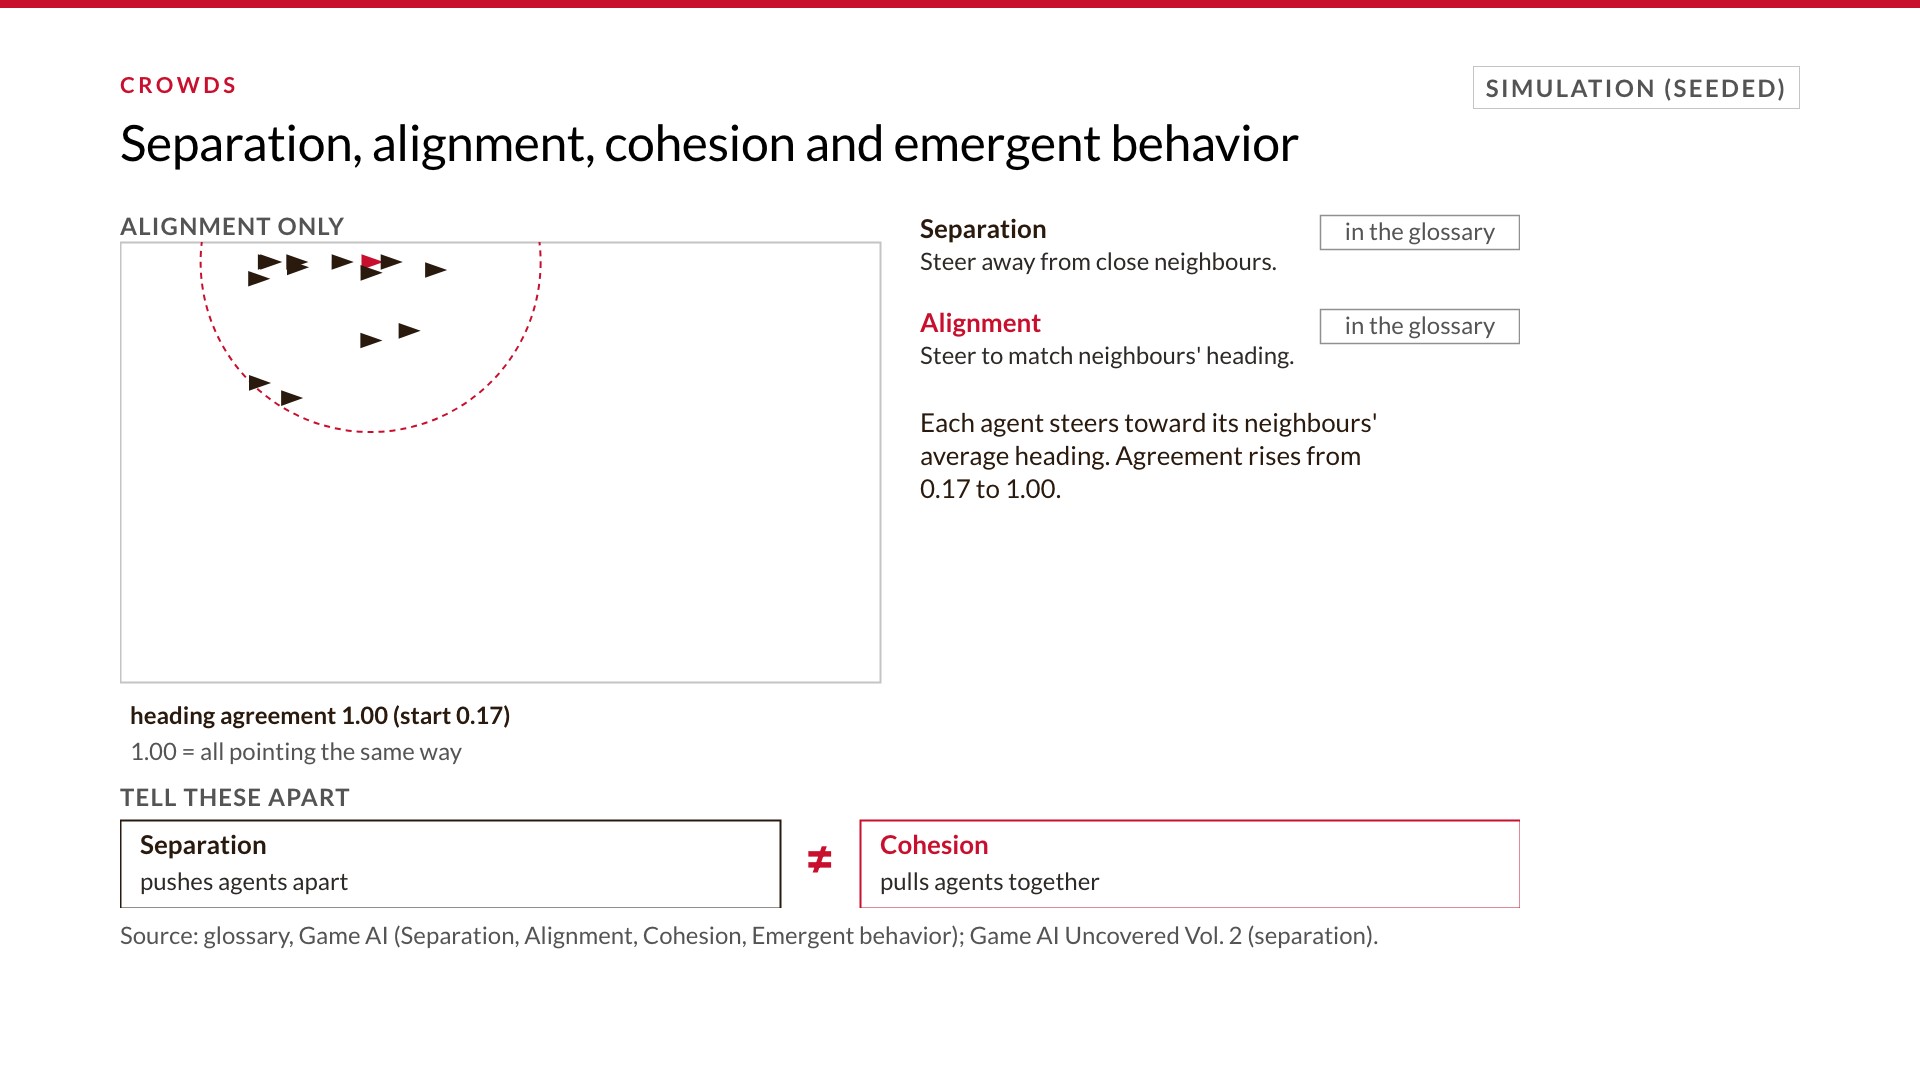 CROWDS
SIMULATION (SEEDED)
Separation, alignment, cohesion and emergent behavior
ALIGNMENT ONLY
Separation
in the glossary
Steer away from close neighbours.
Alignment
in the glossary
Steer to match neighbours' heading.
Each agent steers toward its neighbours'
average heading. Agreement rises from
0.17 to 1.00.
heading agreement 1.00 (start 0.17)
1.00 = all pointing the same way
TELL THESE APART
Separation
pushes agents apart
≠
Cohesion
pulls agents together
Source: glossary, Game AI (Separation, Alignment, Cohesion, Emergent behavior); Game AI Uncovered Vol. 2 (separation).